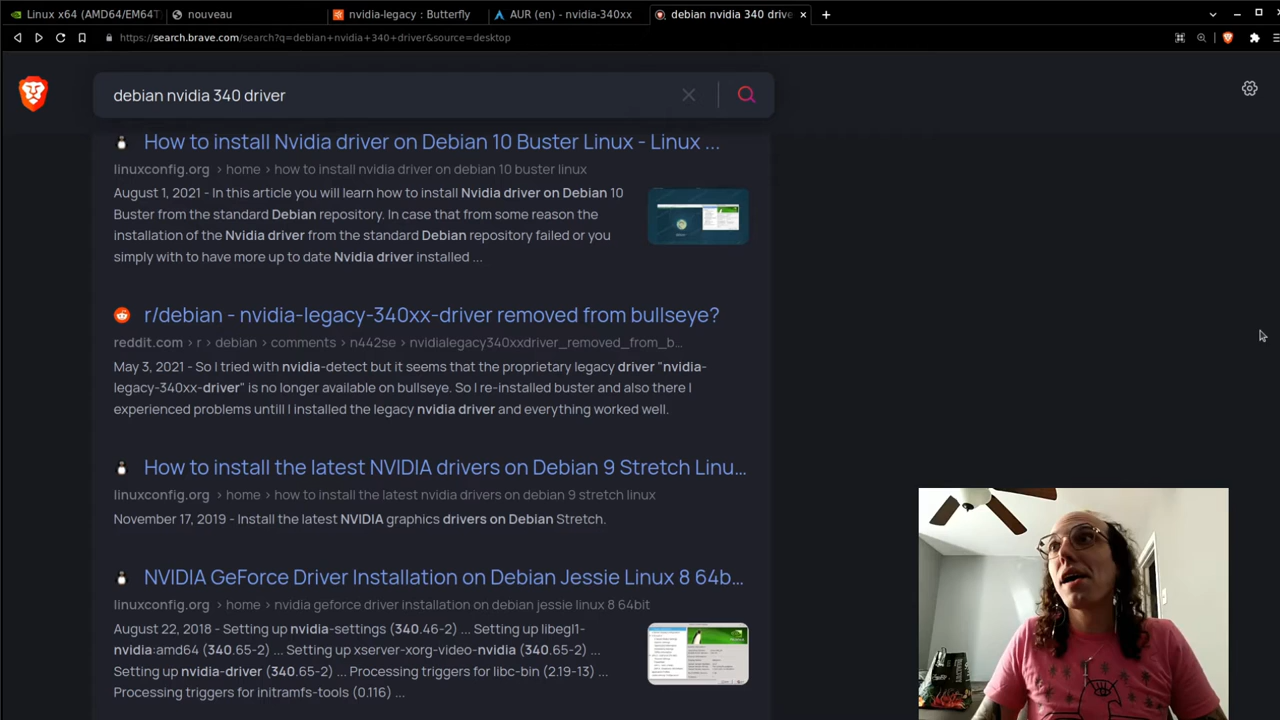 Linux x64 (AMD64/EM64T)
nouveau
nvidia-legacy : Butterfly
AUR (en) - nvidia-340xx
debian nvidia 340 drive
https://search.brave.com/search?q=debian+nvidia+340+driver&source=desktop
debian nvidia 340 driver
How to install Nvidia driver on Debian 10 Buster Linux - Linux ...
linuxconfig.org › home › how to install nvidia driver on debian 10 buster linux
August 1, 2021 - In this article you will learn how to install Nvidia driver on Debian 10
Buster from the standard Debian repository. In case that from some reason the
installation of the Nvidia driver from the standard Debian repository failed or you
simply with to have more up to date Nvidia driver installed ...
r/debian - nvidia-legacy-340xx-driver removed from bullseye?
reddit.com › r › debian › comments › n442se › nvidialegacy340xxdriver_removed_from_b...
May 3, 2021 - So I tried with nvidia-detect but it seems that the proprietary legacy driver "nvidia-
legacy-340xx-driver" is no longer available on bullseye. So I re-installed buster and also there I
experienced problems untill I installed the legacy nvidia driver and everything worked well.
How to install the latest NVIDIA drivers on Debian 9 Stretch Linu...
linuxconfig.org › home › how to install the latest nvidia drivers on debian 9 stretch linux
November 17, 2019 - Install the latest NVIDIA graphics drivers on Debian Stretch.
NVIDIA GeForce Driver Installation on Debian Jessie Linux 8 64b...
linuxconfig.org › home › nvidia geforce driver installation on debian jessie linux 8 64bit
August 22, 2018 - Setting up nvidia-settings (340.46-2) ... Setting up libegl1-
nvidia:amd64 (340.65-2) ... Setting up xserver-xorg-video-nvidia (340.65-
2) ... Processing triggers for libc-bin (2.19-15) ...
Processing triggers for initramfs-tools (0.116) ...